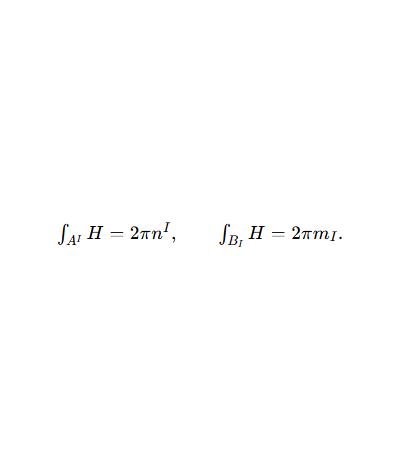 ∫_{A^I} H = 2πn^I, ∫_{B_I} H = 2πm_I.